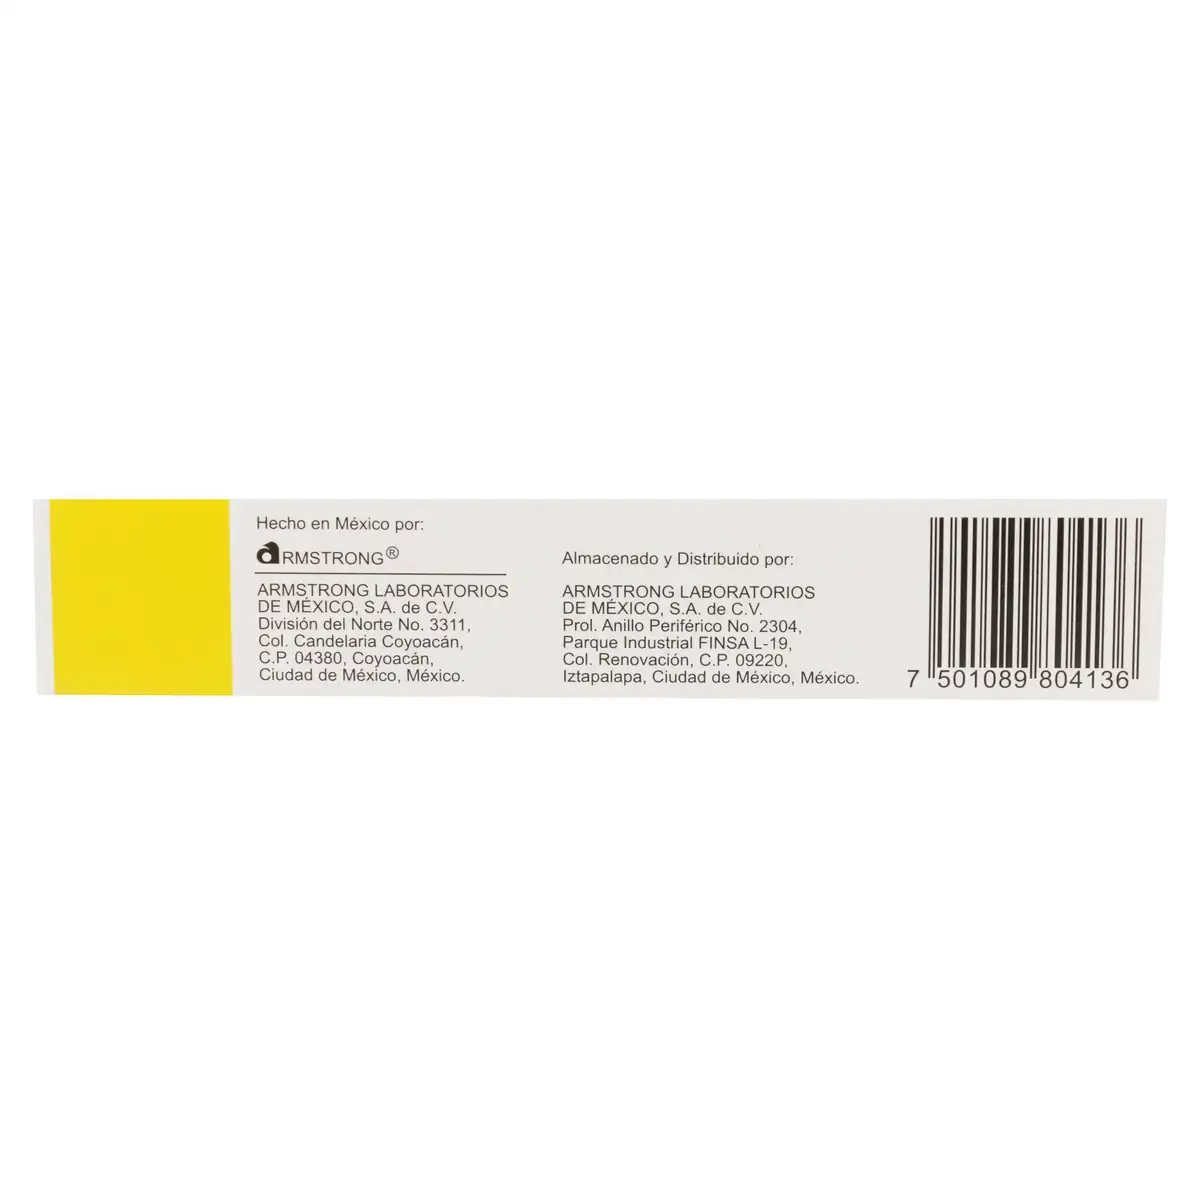 Hecho en México por:
aRMSTRONG®
ARMSTRONG LABORATORIOS
DE MÉXICO, S.A. de C.V.
División del Norte No. 3311,
Col. Candelaria Coyoacán,
C.P. 04380, Coyoacán,
Ciudad de México, México.
Almacenado y Distribuido por:
ARMSTRONG LABORATORIOS
DE MÉXICO, S.A. de C.V.
Prol. Anillo Periférico No. 2304,
Parque Industrial FINSA L-19,
Col. Renovación, C.P. 09220,
Iztapalapa, Ciudad de México, México.
7 501089 804136